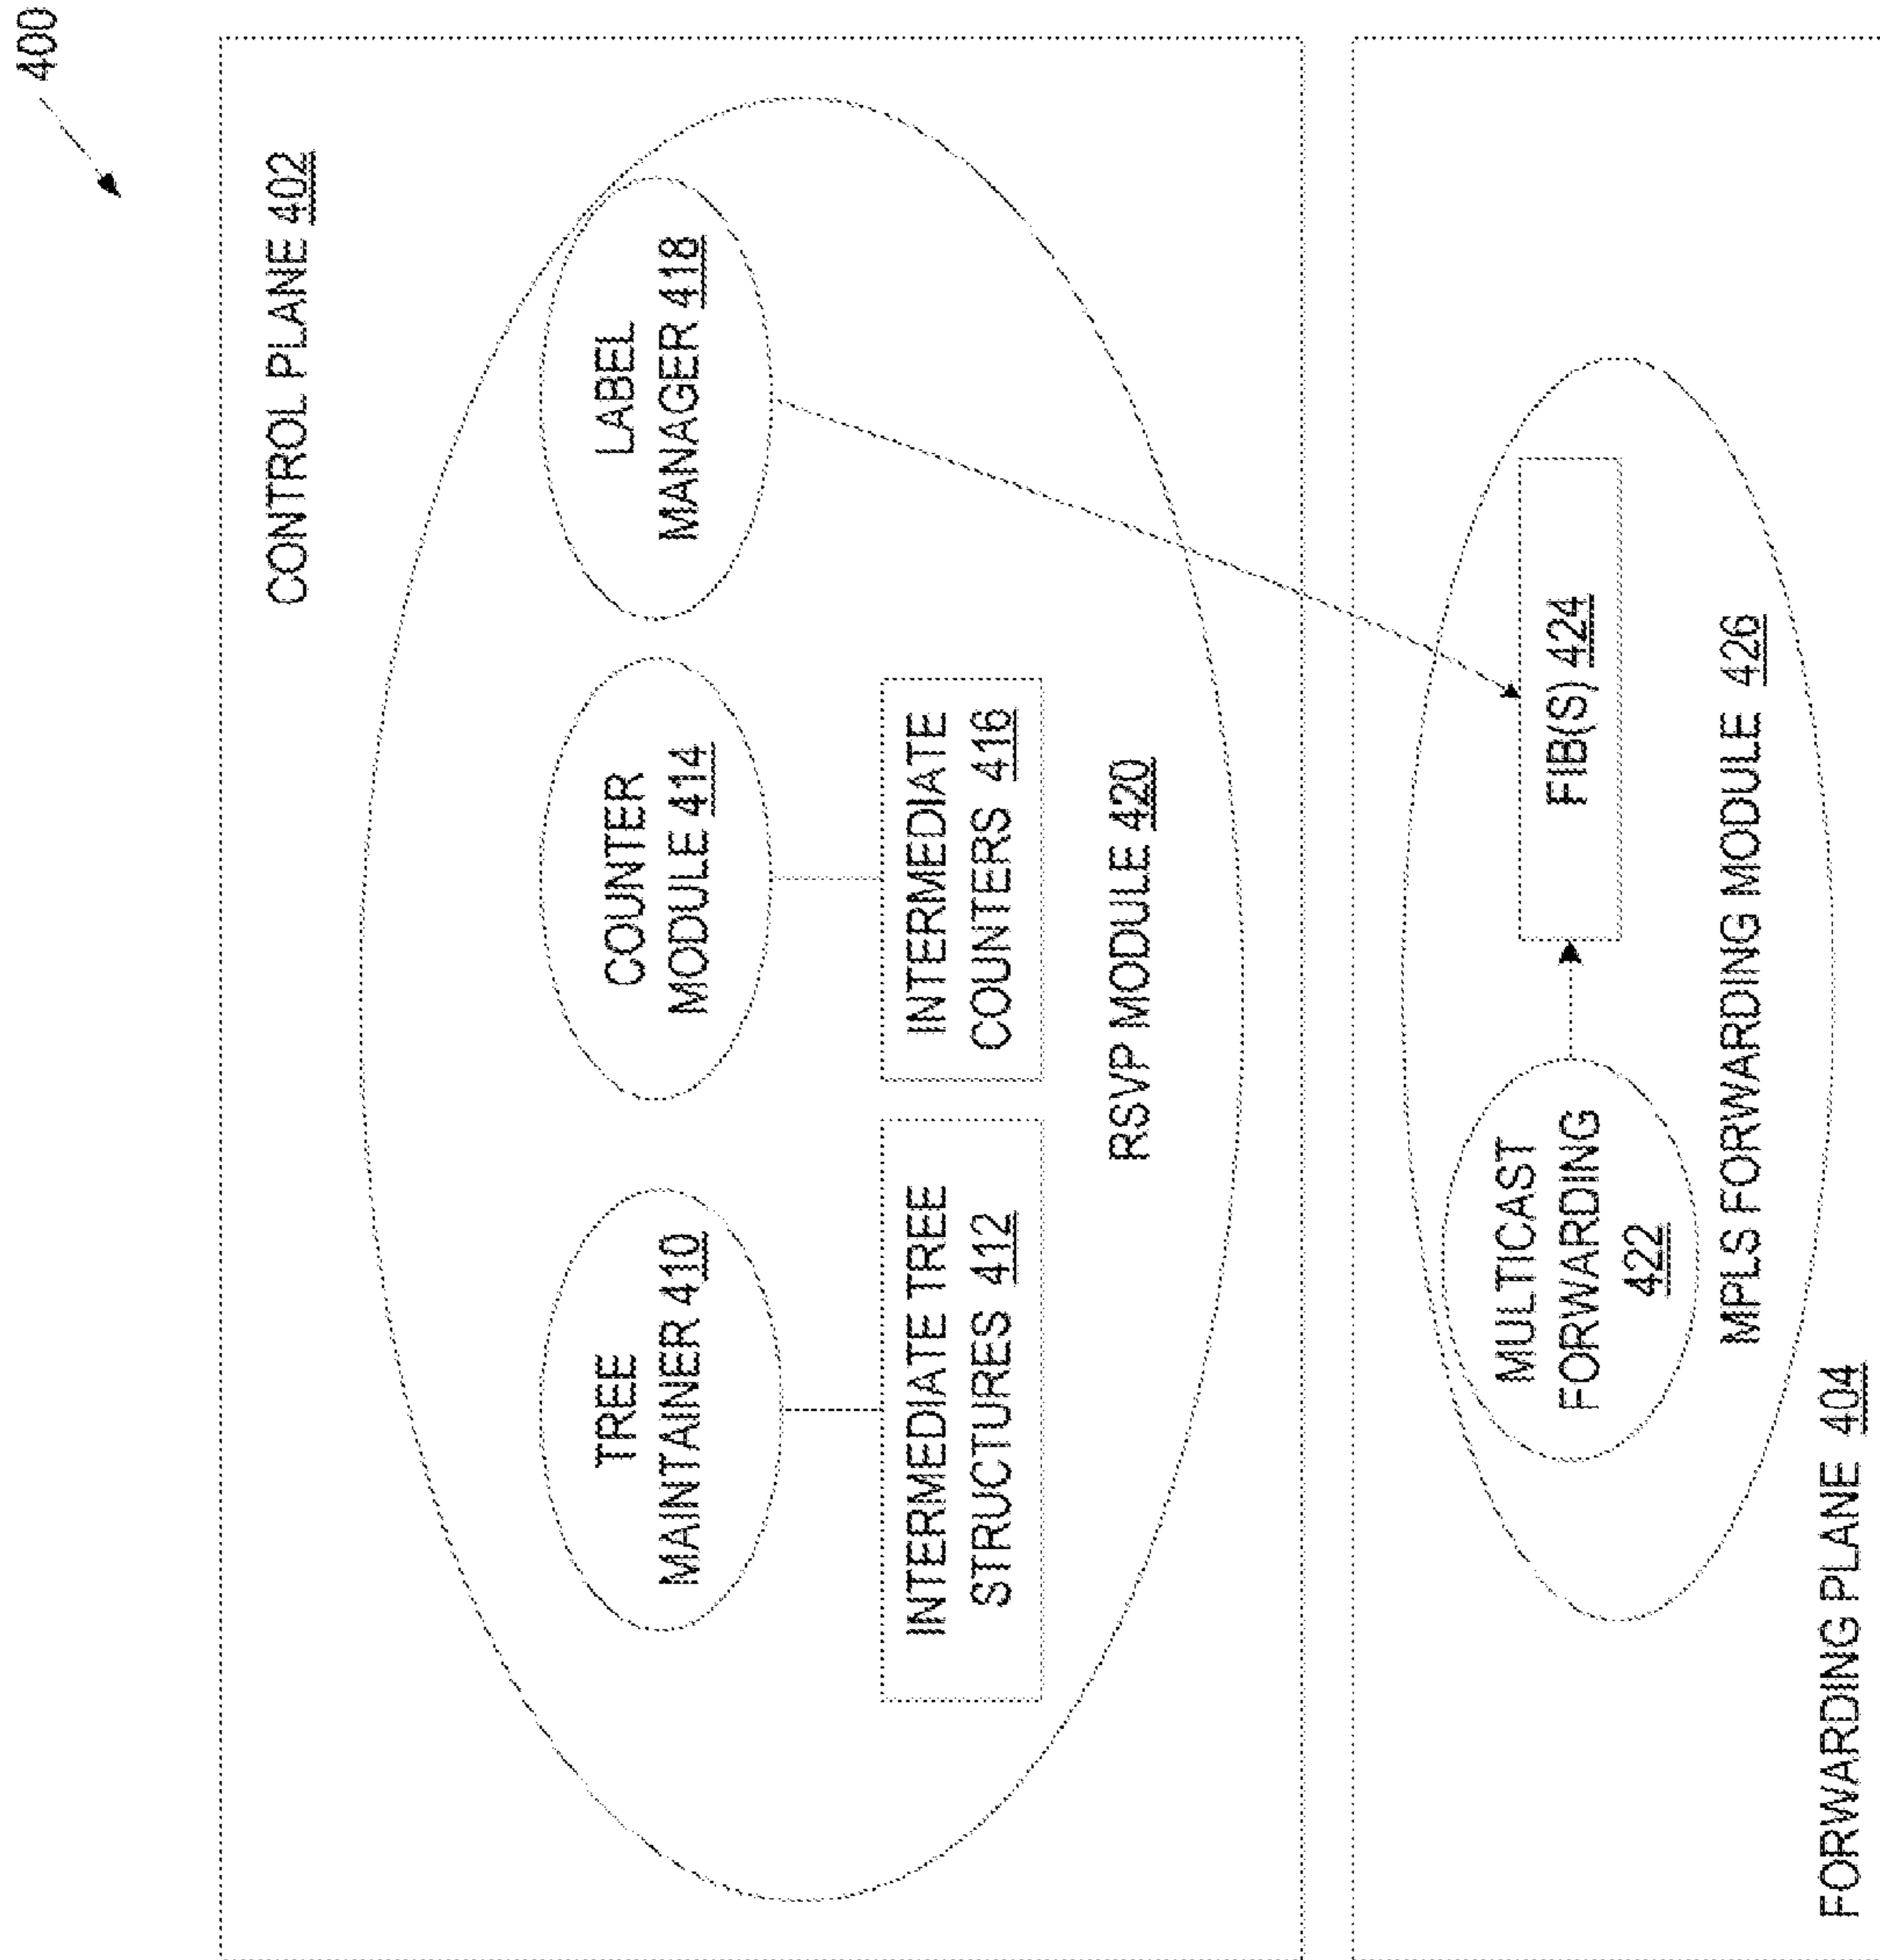 400
CONTROL PLANE 402
TREE
MAINTAINER 410
COUNTER
MODULE 414
LABEL
MANAGER 418
INTERMEDIATE TREE
STRUCTURES 412
INTERMEDIATE
COUNTERS 416
RSVP MODULE 420
MULTICAST
FORWARDING
422
FIB(S) 424
MPLS FORWARDING MODULE 426
FORWARDING PLANE 404